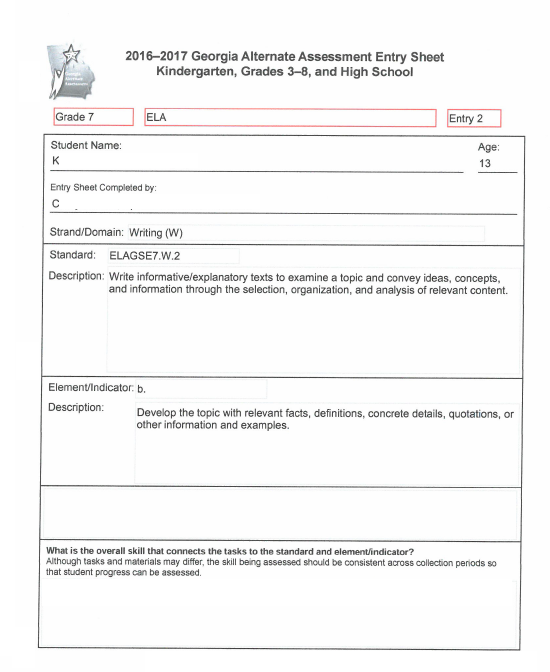 2016–2017 Georgia Alternate Assessment Entry Sheet
Kindergarten, Grades 3–8, and High School
Georgia
Alternate
Assessment
Grade 7 ELA Entry 2
Student Name: Age:
K 13
Entry Sheet Completed by:
C
Strand/Domain: Writing (W)
Standard: ELAGSE7.W.2
Description: Write informative/explanatory texts to examine a topic and convey ideas, concepts,
and information through the selection, organization, and analysis of relevant content.
Element/Indicator: b.
Description: Develop the topic with relevant facts, definitions, concrete details, quotations, or
other information and examples.
What is the overall skill that connects the tasks to the standard and element/indicator?
Although tasks and materials may differ, the skill being assessed should be consistent across collection periods so
that student progress can be assessed.